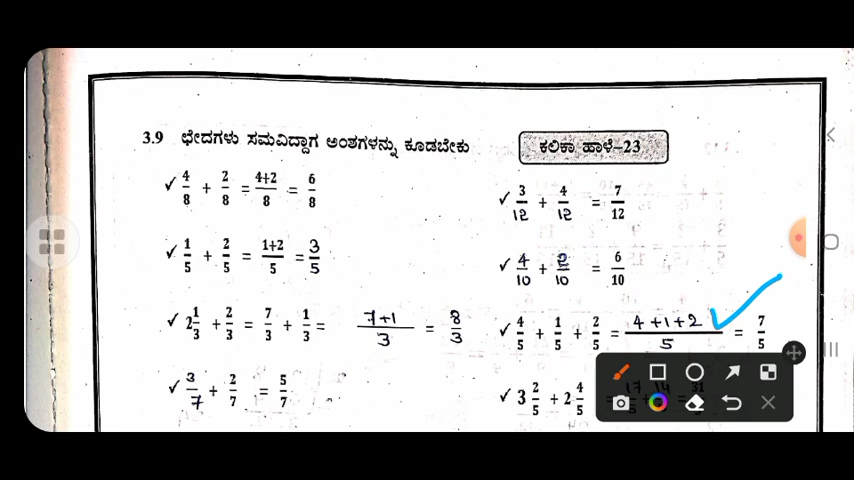 3.9 ಛೇದಗಳು ಸಮವಿದ್ದಾಗ ಅಂಶಗಳನ್ನು ಕೂಡಬೇಕು
ಕಲಿಕಾ ಹಾಳೆ-23
✓ 4/8 + 2/8 = 4+2/8 = 6/8
✓ 1/5 + 2/5 = 1+2/5 = 3/5
✓ 2 1/3 + 2/3 = 7/3 + 1/3 = 7+1/3 = 8/3
✓ 3/7 + 2/7 = 5/7
✓ 3/12 + 4/12 = 7/12
✓ 4/10 + 2/10 = 6/10
✓ 4/5 + 1/5 + 2/5 = 4+1+2/5 = 7/5
✓ 3 2/5 + 2 4/5 =